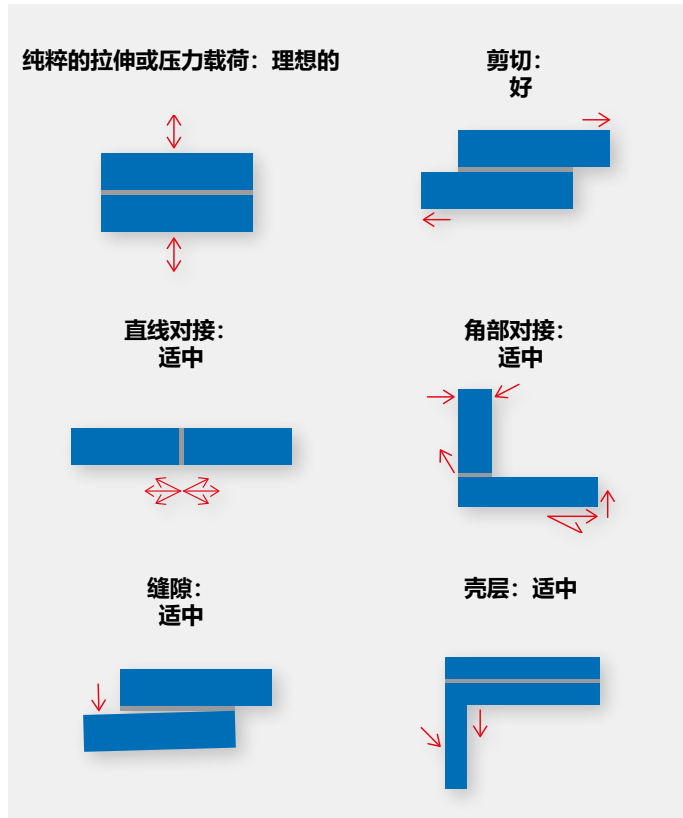 纯粹的拉伸或压力载荷：理想的
剪切：
好
直线对接：
适中
角部对接：
适中
缝隙：
适中
壳层：适中